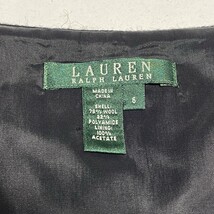 LAUREN
RALPH LAUREN
MADE IN
CHINA
6
SHELL:
78% WOOL
22%
POLYAMIDE
LINING:
100%
ACETATE